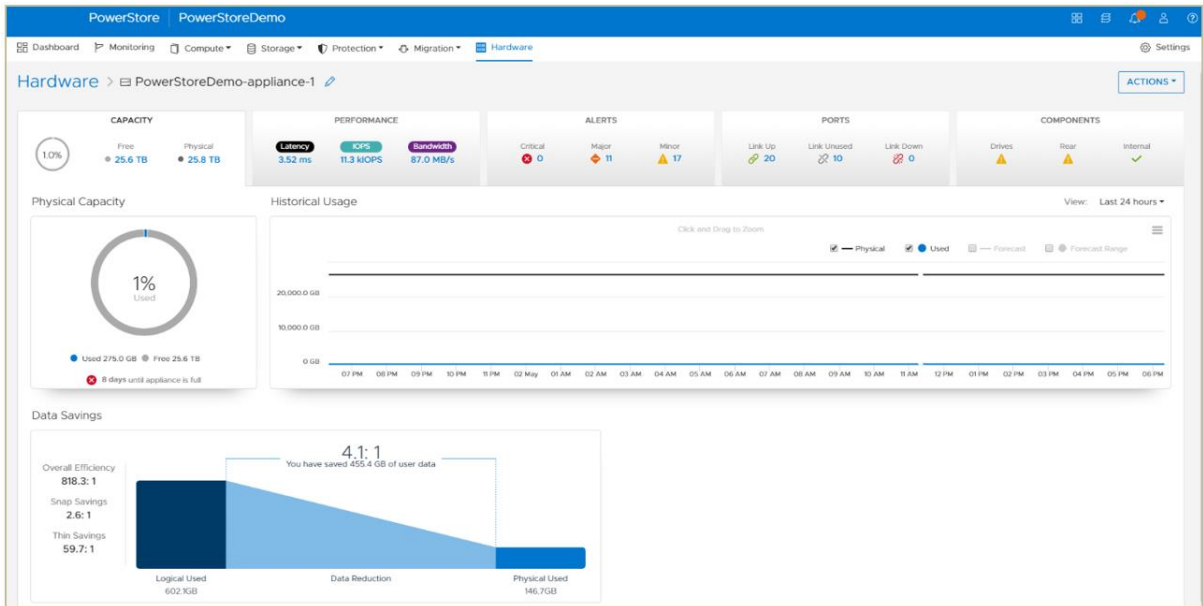 PowerStore PowerStoreDemo
Dashboard Monitoring Compute Storage Protection Migration Hardware Settings
Hardware > PowerStoreDemo-appliance-1 ACTIONS
CAPACITY PERFORMANCE ALERTS PORTS COMPONENTS
1.0% Free Physical Latency IOPS Bandwidth Critical Major Minor Link Up Link Unused Link Down Drives Rear Internal
25.6 TB 25.8 TB 3.52 ms 11.3 kIOPS 87.0 MB/s 0 11 17 20 10 0
Physical Capacity Historical Usage View: Last 24 hours
Click and Drag to Zoom
Physical Used Forecast Forecast Range
1%
Used
20,000.0 GB
10,000.0 GB
0 GB
Used 275.0 GB Free 25.6 TB
07 PM 08 PM 09 PM 10 PM 11 PM 02 May 01 AM 02 AM 03 AM 04 AM 05 AM 06 AM 07 AM 08 AM 09 AM 10 AM 11 AM 12 PM 01 PM 02 PM 03 PM 04 PM 05 PM 06 PM
8 days until appliance is full
Data Savings
4.1: 1
You have saved 455.4 GB of user data
Overall Efficiency
818.3: 1
Snap Savings
2.6: 1
Thin Savings
59.7: 1
Logical Used Data Reduction Physical Used
602.1GB 146.7GB